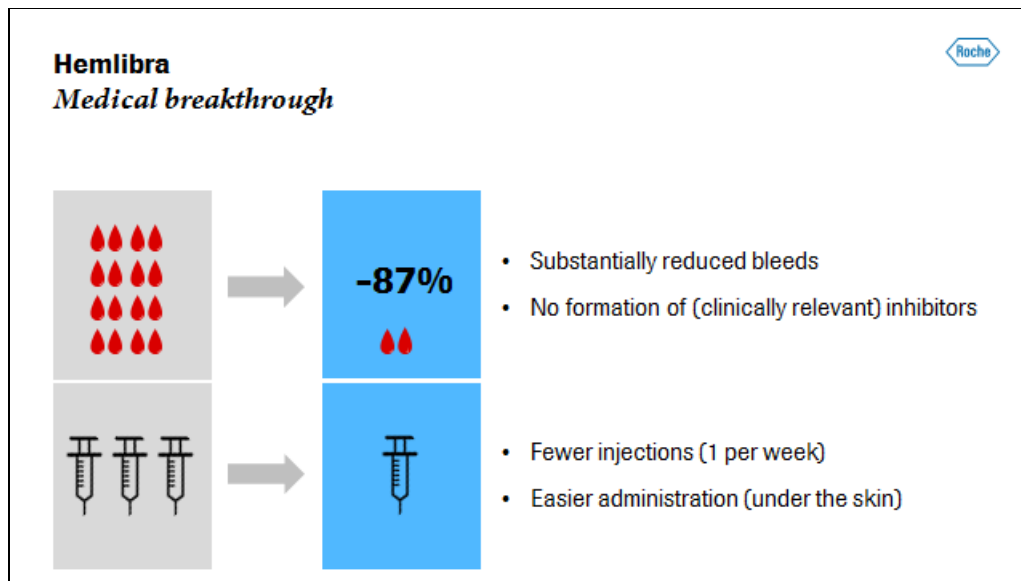 Hemlibra
Medical breakthrough
Roche
-87%
• Substantially reduced bleeds
• No formation of (clinically relevant) inhibitors
• Fewer injections (1 per week)
• Easier administration (under the skin)